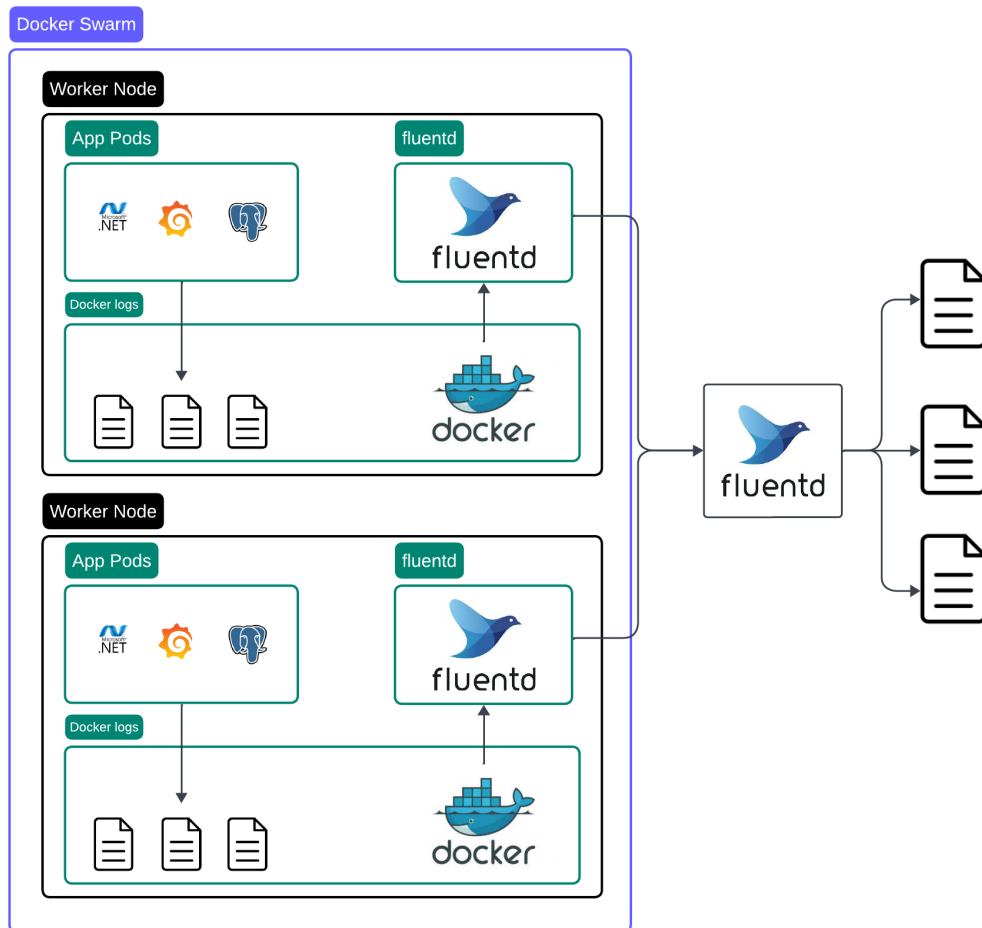 Docker Swarm
Worker Node
App Pods
fluentd
Microsoft
.NET
fluentd
Docker logs
docker
fluentd
Worker Node
App Pods
fluentd
Microsoft
.NET
fluentd
Docker logs
docker